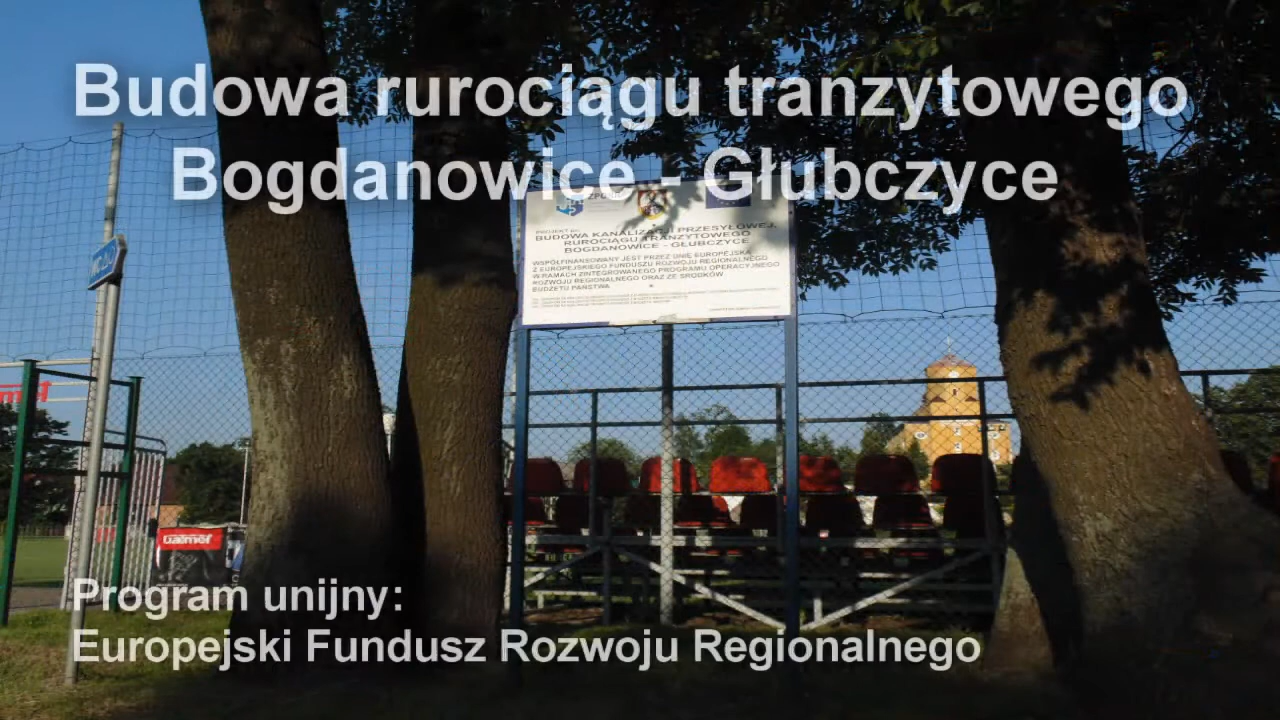 Budowa rurociągu tranzytowego
Bogdanowice - Głubczyce
PROJEKT pn.
BUDOWA KANALIZACJI PRZESYŁOWEJ,
RUROCIĄGU TRANZYTOWEGO
BOGDANOWICE - GŁUBCZYCE
WSPÓŁFINANSOWANY JEST PRZEZ UNIĘ EUROPEJSKĄ
Z EUROPEJSKIEGO FUNDUSZU ROZWOJU REGIONALNEGO
W RAMACH ZINTEGROWANEGO PROGRAMU OPERACYJNEGO
ROZWOJU REGIONALNEGO ORAZ ZE ŚRODKÓW
BUDŻETU PAŃSTWA
Program unijny:
Europejski Fundusz Rozwoju Regionalnego